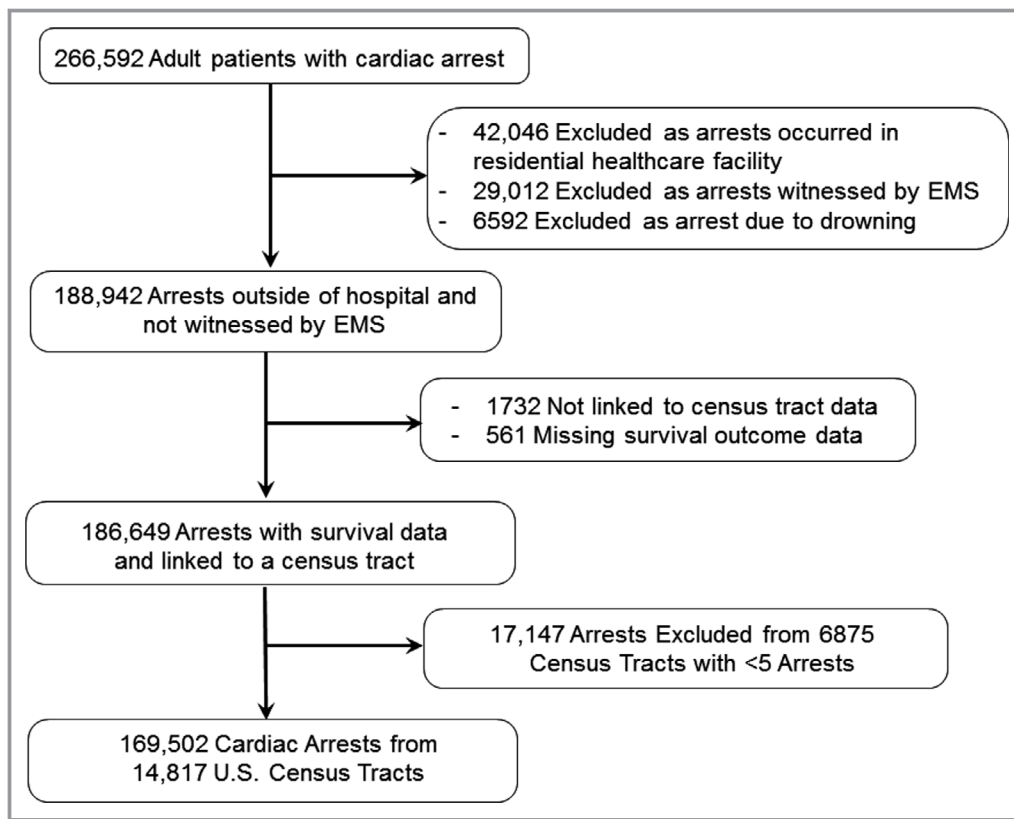 266,592 Adult patients with cardiac arrest
- 42,046 Excluded as arrests occurred in
residential healthcare facility
- 29,012 Excluded as arrests witnessed by EMS
- 6592 Excluded as arrest due to drowning
188,942 Arrests outside of hospital and
not witnessed by EMS
- 1732 Not linked to census tract data
- 561 Missing survival outcome data
186,649 Arrests with survival data
and linked to a census tract
17,147 Arrests Excluded from 6875
Census Tracts with <5 Arrests
169,502 Cardiac Arrests from
14,817 U.S. Census Tracts